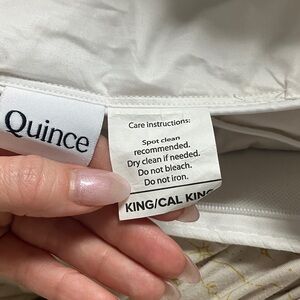 Quince
Care instructions:
Spot clean
recommended.
Dry clean if needed.
Do not bleach.
Do not iron.
KING/CAL KING